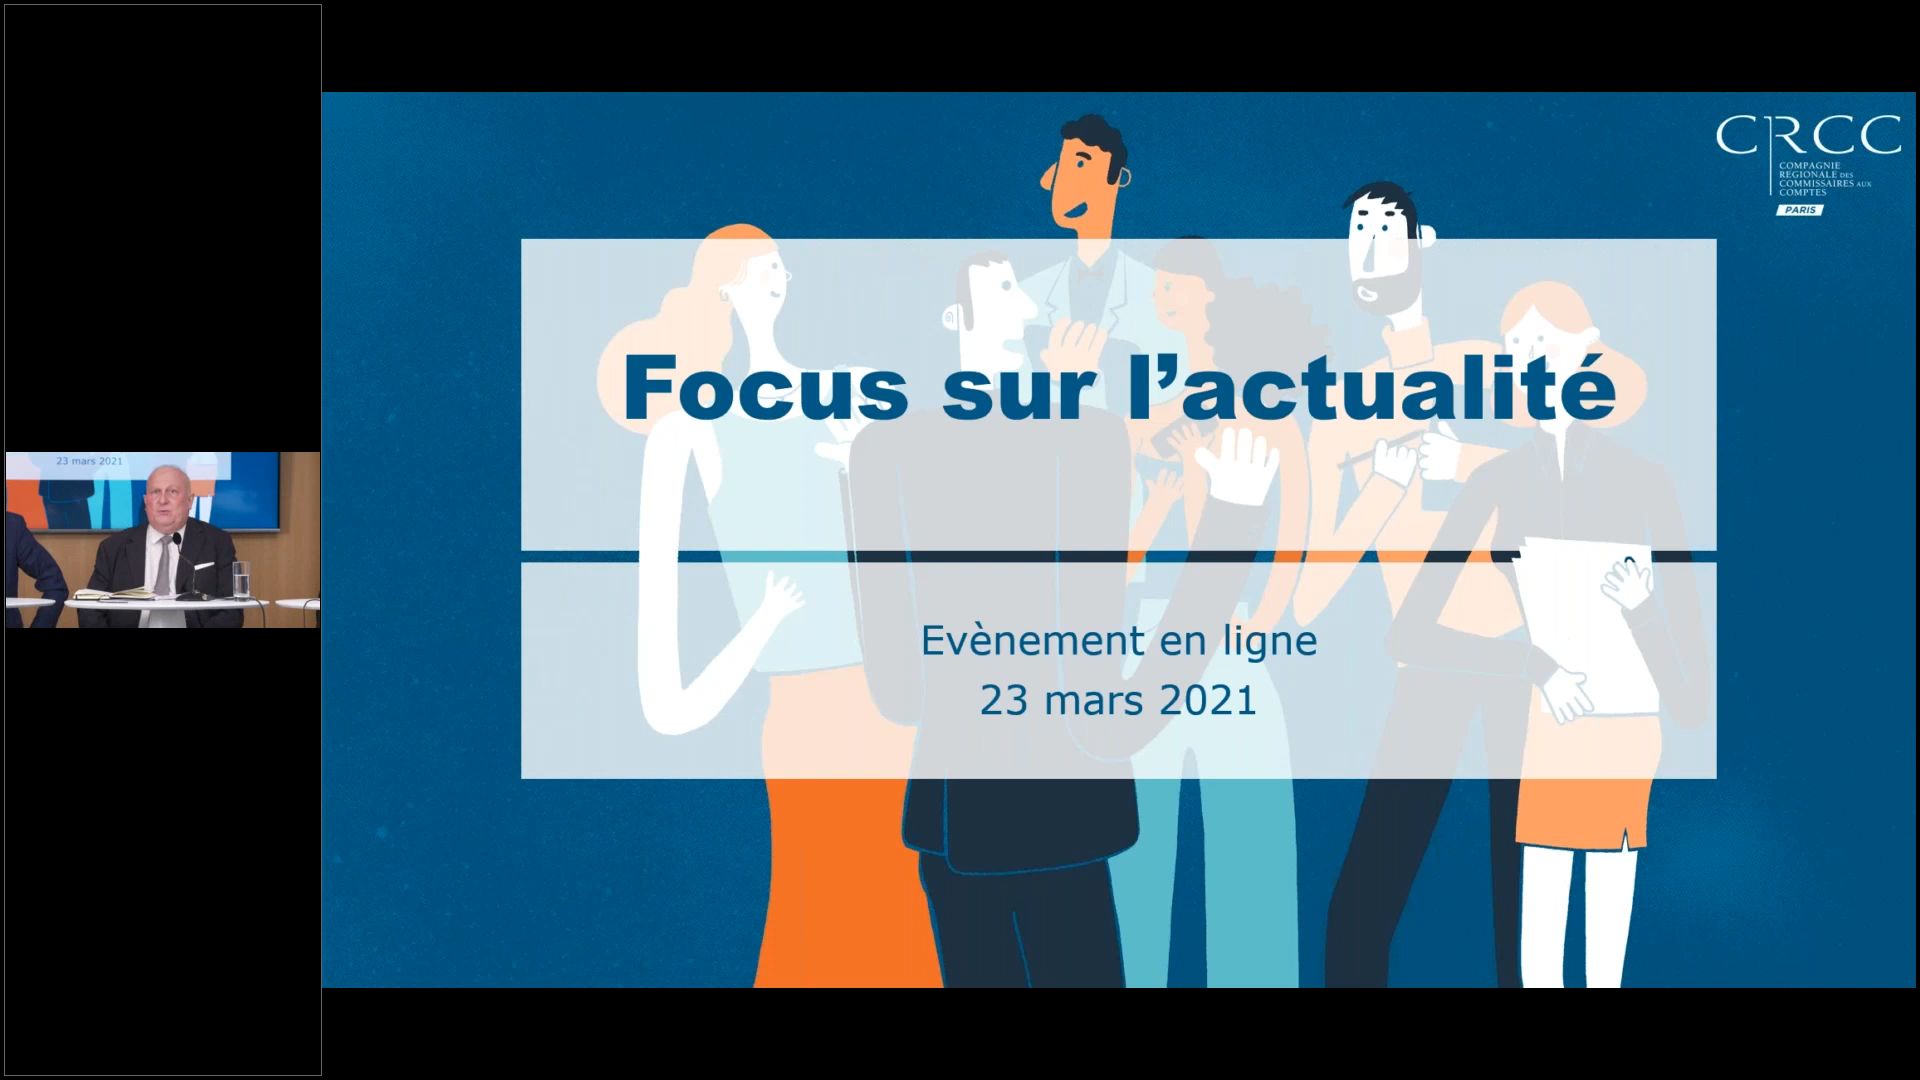 CRCC
COMPAGNIE
REGIONALE DES
COMMISSAIRES AUX
COMPTES
PARIS
Focus sur l’actualité
Evènement en ligne
23 mars 2021
23 mars 2021